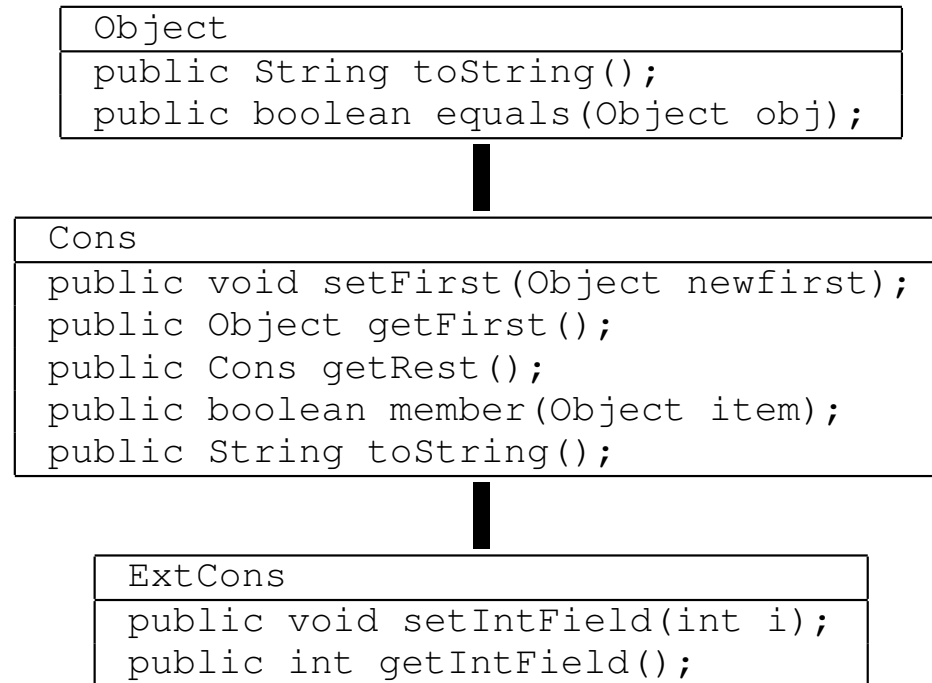 Object
public String toString();
public boolean equals(Object obj);
Cons
public void setFirst(Object newfirst);
public Object getFirst();
public Cons getRest();
public boolean member(Object item);
public String toString();
ExtCons
public void setIntField(int i);
public int getIntField();